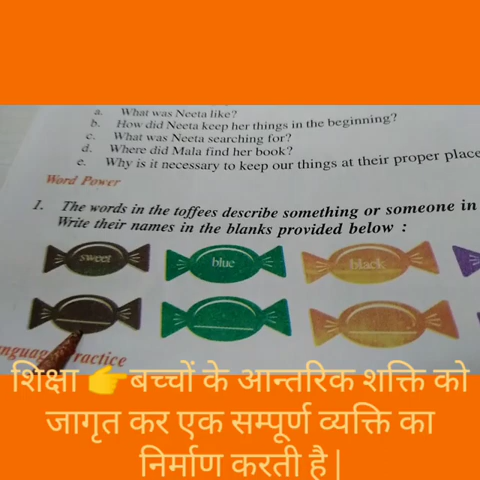 a. What was Neeta like?
b. How did Neeta keep her things in the beginning?
c. What was Neeta searching for?
d. Where did Mala find her book?
e. Why is it necessary to keep our things at their proper place
Word Power
1. The words in the toffees describe something or someone in
Write their names in the blanks provided below :
sweet blue black
nguag ractice
शिक्षा 👉बच्चों के आन्तरिक शक्ति को
जागृत कर एक सम्पूर्ण व्यक्ति का
निर्माण करती है|